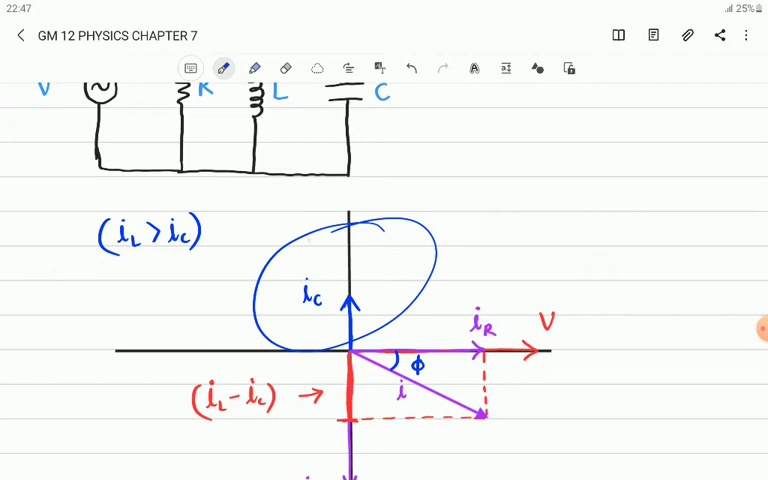 22:47
25%
GM 12 PHYSICS CHAPTER 7
V R L C
(iL > ic)
ic
iR V
ϕ
(iL - ic) →
i